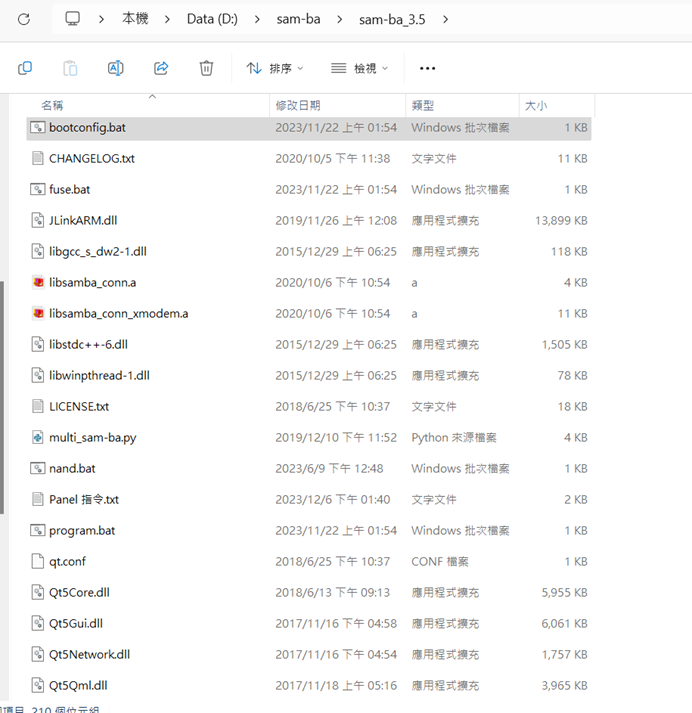 本機 Data (D:) sam-ba sam-ba_3.5
排序 檢視
名稱 修改日期 類型 大小
bootconfig.bat 2023/11/22 上午 01:54 Windows 批次檔案 1 KB
CHANGELOG.txt 2020/10/5 下午 11:38 文字文件 11 KB
fuse.bat 2023/11/22 上午 01:54 Windows 批次檔案 1 KB
JLinkARM.dll 2019/11/26 上午 12:08 應用程式擴充 13,899 KB
libgcc_s_dw2-1.dll 2015/12/29 上午 06:25 應用程式擴充 118 KB
libsamba_conn.a 2020/10/6 下午 10:54 a 4 KB
libsamba_conn_xmodem.a 2020/10/6 下午 10:54 a 11 KB
libstdc++-6.dll 2015/12/29 上午 06:25 應用程式擴充 1,505 KB
libwinpthread-1.dll 2015/12/29 上午 06:25 應用程式擴充 78 KB
LICENSE.txt 2018/6/25 下午 10:37 文字文件 18 KB
multi_sam-ba.py 2019/12/10 下午 11:52 Python 來源檔案 4 KB
nand.bat 2023/6/9 下午 12:48 Windows 批次檔案 1 KB
Panel 指令.txt 2023/12/6 下午 01:40 文字文件 2 KB
program.bat 2023/11/22 上午 01:54 Windows 批次檔案 1 KB
qt.conf 2018/6/25 下午 10:37 CONF 檔案 1 KB
Qt5Core.dll 2018/6/13 下午 09:13 應用程式擴充 5,955 KB
Qt5Gui.dll 2017/11/16 下午 04:58 應用程式擴充 6,061 KB
Qt5Network.dll 2017/11/16 下午 04:54 應用程式擴充 1,757 KB
Qt5Qml.dll 2017/11/18 上午 05:16 應用程式擴充 3,965 KB
項目 210 個位元組